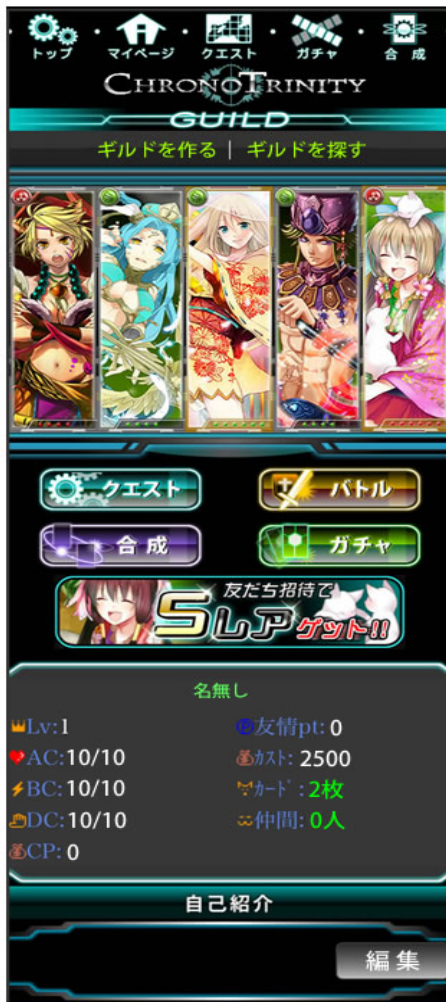 トップ マイページ クエスト ガチャ 合成
CHRONOTRINITY
GUILD
ギルドを作る | ギルドを探す
クエスト バトル
合成 ガチャ
友だち招待で
Sレアゲット!!
名無し
Lv:1 友情pt: 0
AC:10/10 ｶｽﾄ: 2500
BC:10/10 ｶｰﾄﾞ:2枚
DC:10/10 仲間:0人
CP: 0
自己紹介
編集